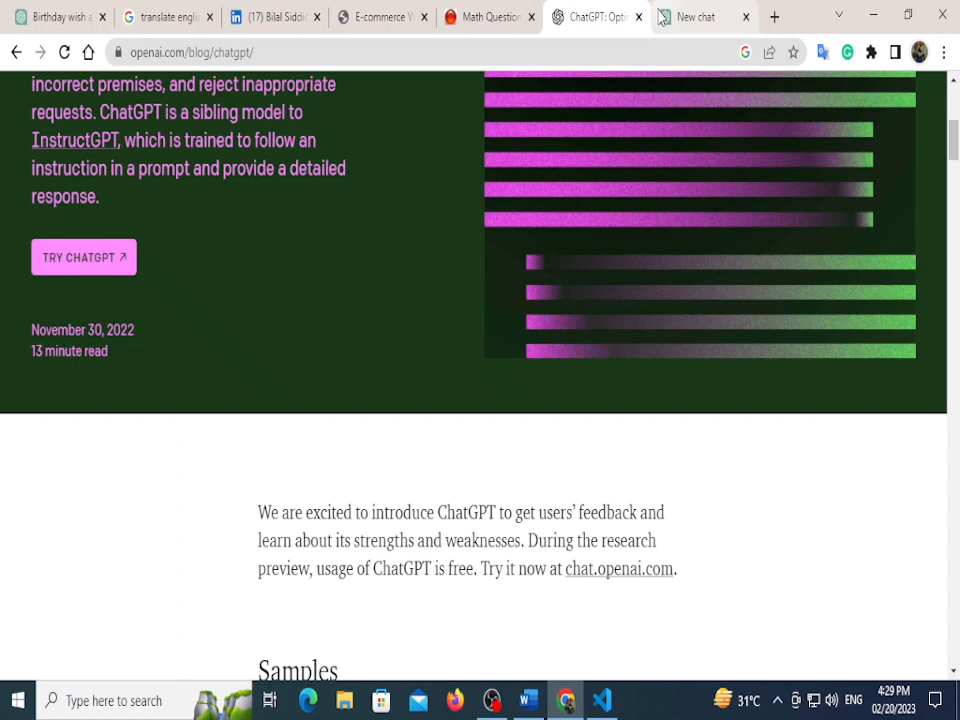 Birthday wish a
translate engli
(17) Bilal Siddi
E-commerce W
Math Question
ChatGPT: Opti
New chat
openai.com/blog/chatgpt/
incorrect premises, and reject inappropriate
requests. ChatGPT is a sibling model to
InstructGPT, which is trained to follow an
instruction in a prompt and provide a detailed
response.
TRY CHATGPT ↗
November 30, 2022
13 minute read
We are excited to introduce ChatGPT to get users’ feedback and
learn about its strengths and weaknesses. During the research
preview, usage of ChatGPT is free. Try it now at chat.openai.com.
Samples
Type here to search
31°C
ENG
4:29 PM
02/20/2023